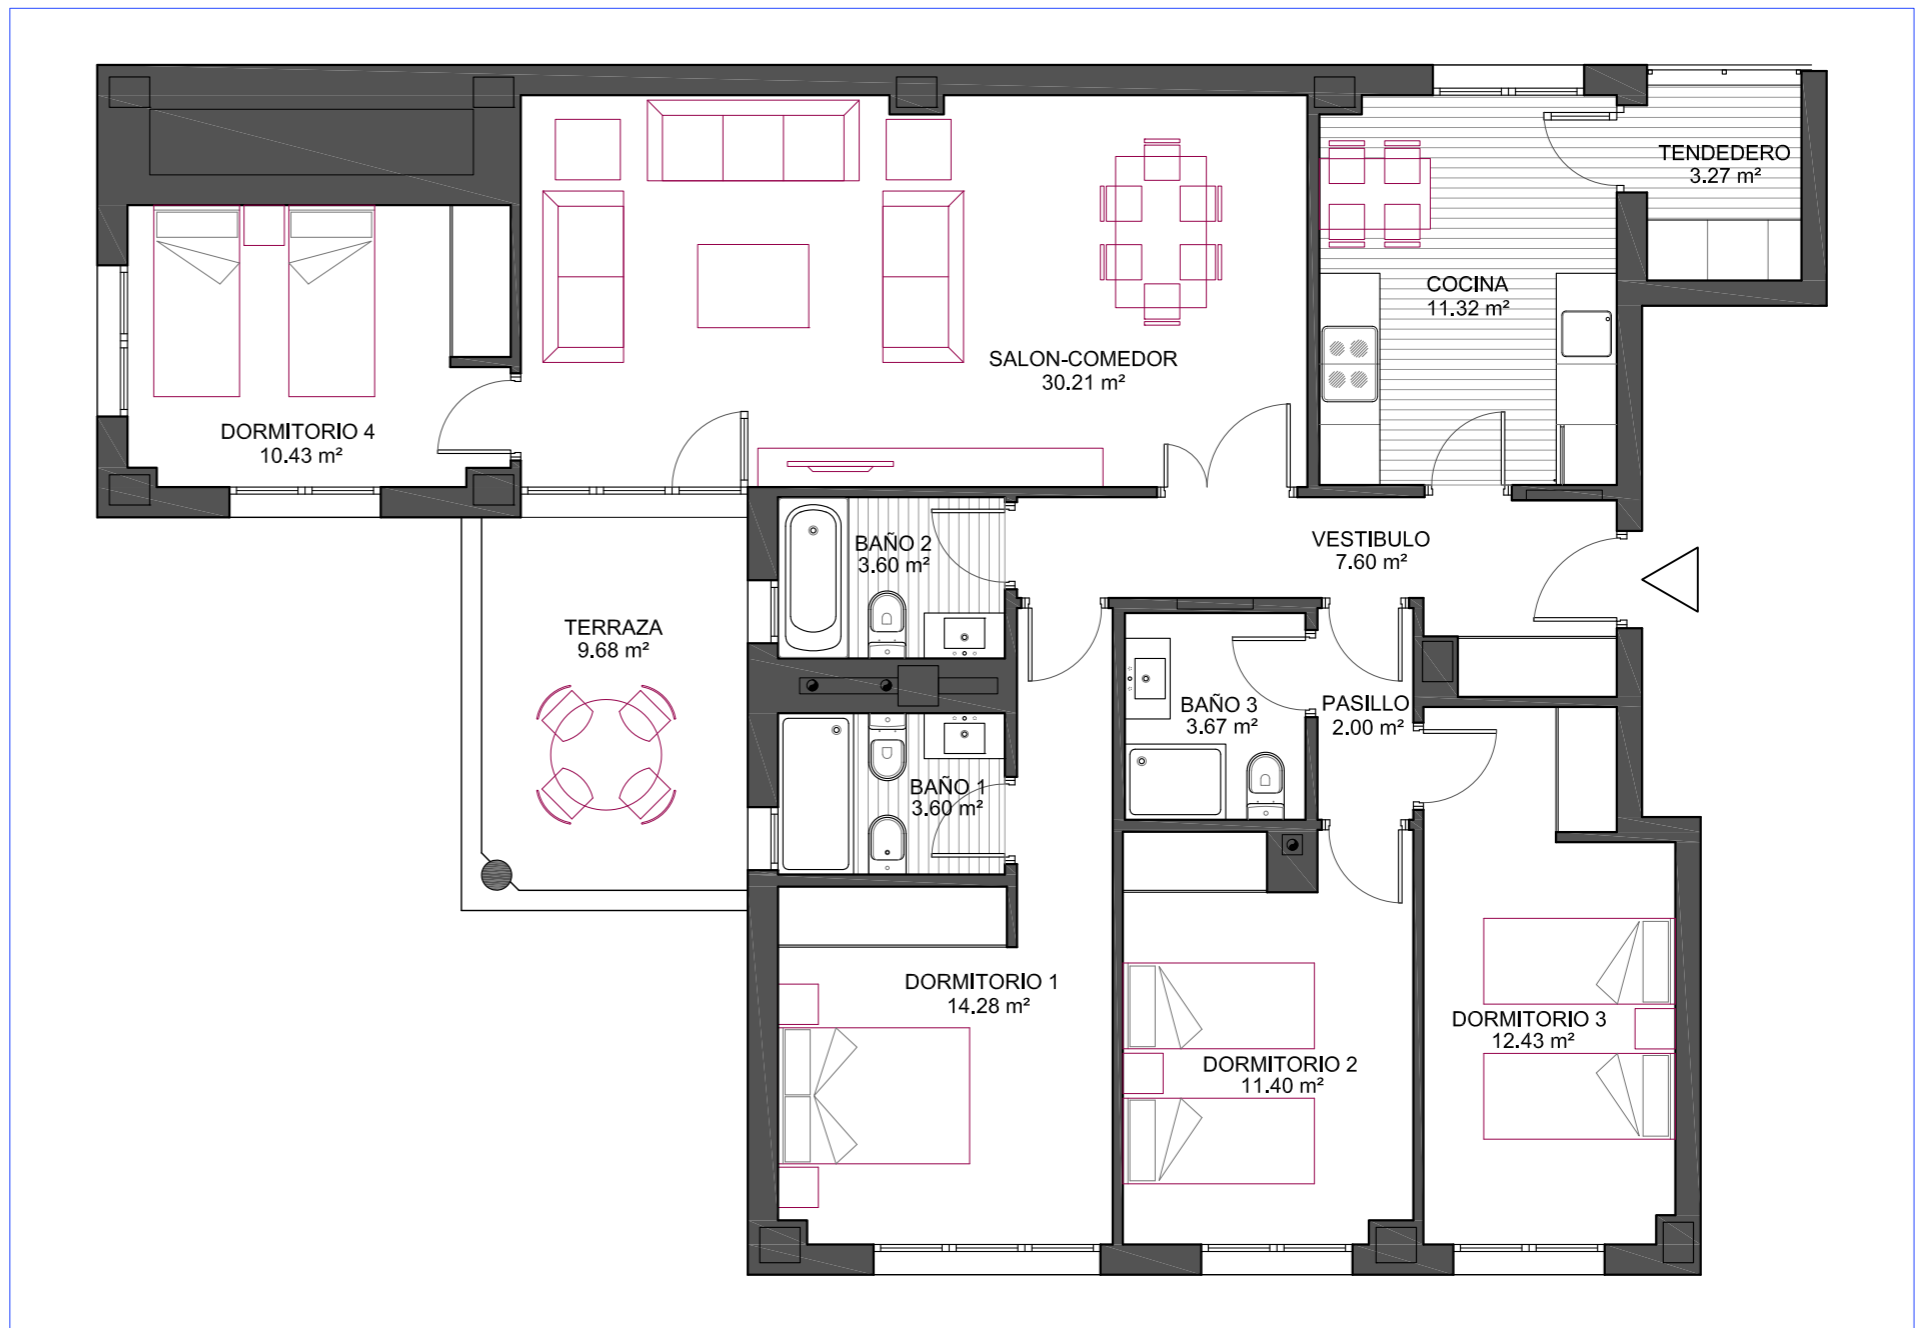 TENDEDERO
3.27 m²
COCINA
11.32 m²
SALON-COMEDOR
30.21 m²
DORMITORIO 4
10.43 m²
BAÑO 2
3.60 m²
VESTIBULO
7.60 m²
TERRAZA
9.68 m²
BAÑO 3
3.67 m²
PASILLO
2.00 m²
BAÑO 1
3.60 m²
DORMITORIO 1
14.28 m²
DORMITORIO 2
11.40 m²
DORMITORIO 3
12.43 m²